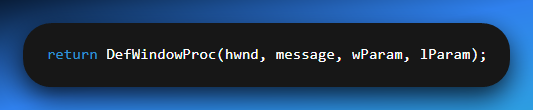 return DefWindowProc(hwnd, message, wParam, lParam);